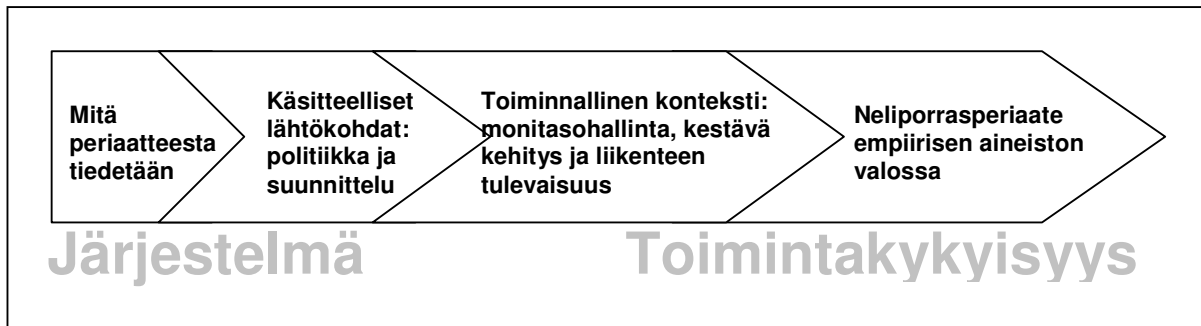 Mitä
periaatteesta
tiedetään
Käsitteelliset
lähtökohdat:
politiikka ja
suunnittelu
Toiminnallinen konteksti:
monitasohallinta, kestävä
kehitys ja liikenteen
tulevaisuus
Neliporrasperiaate
empiirisen aineiston
valossa
Järjestelmä
Toimintakykyisyys